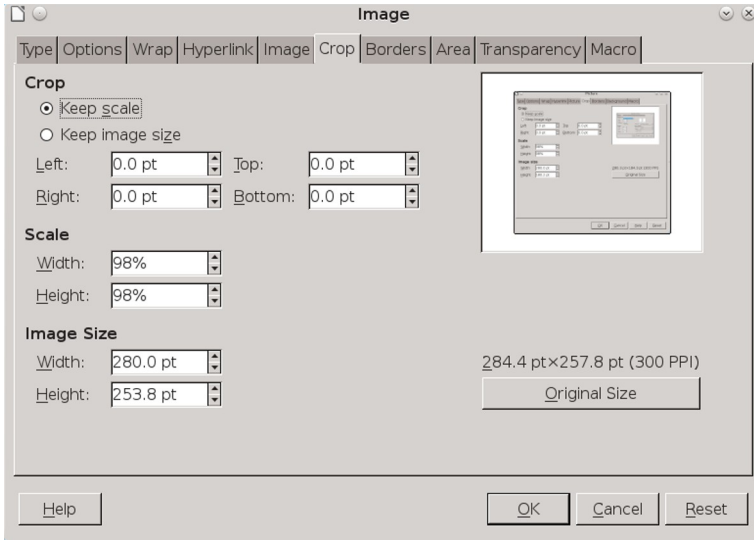 Image
Type Options Wrap Hyperlink Image Crop Borders Area Transparency Macro
Crop
Keep scale
Keep image size
Left: 0.0 pt Top: 0.0 pt
Right: 0.0 pt Bottom: 0.0 pt
Scale
Width: 98%
Height: 98%
Image Size
Width: 280.0 pt
Height: 253.8 pt
284.4 pt×257.8 pt (300 PPI)
Original Size
Help OK Cancel Reset